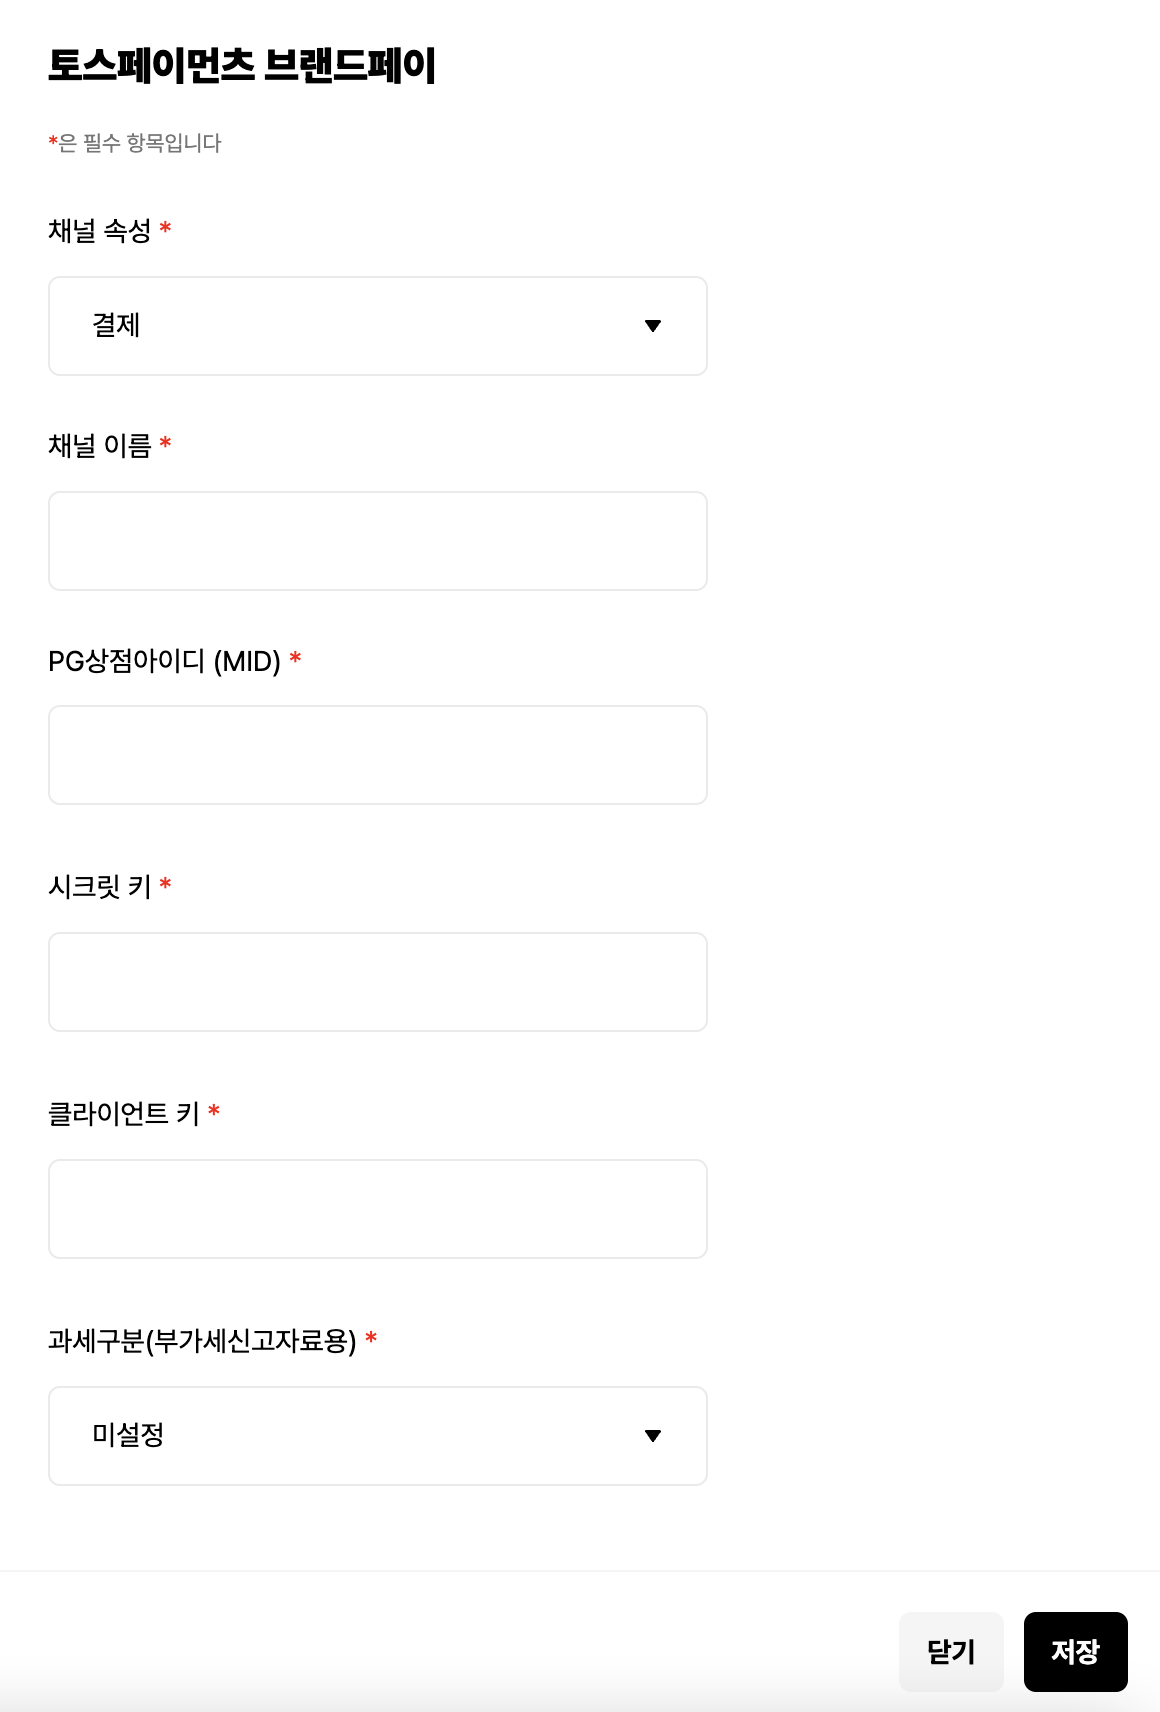 토스페이먼츠 브랜드페이
*은 필수 항목입니다
채널 속성 *
결제
채널 이름 *
PG상점아이디 (MID) *
시크릿 키 *
클라이언트 키 *
과세구분(부가세신고자료용) *
미설정
닫기 저장